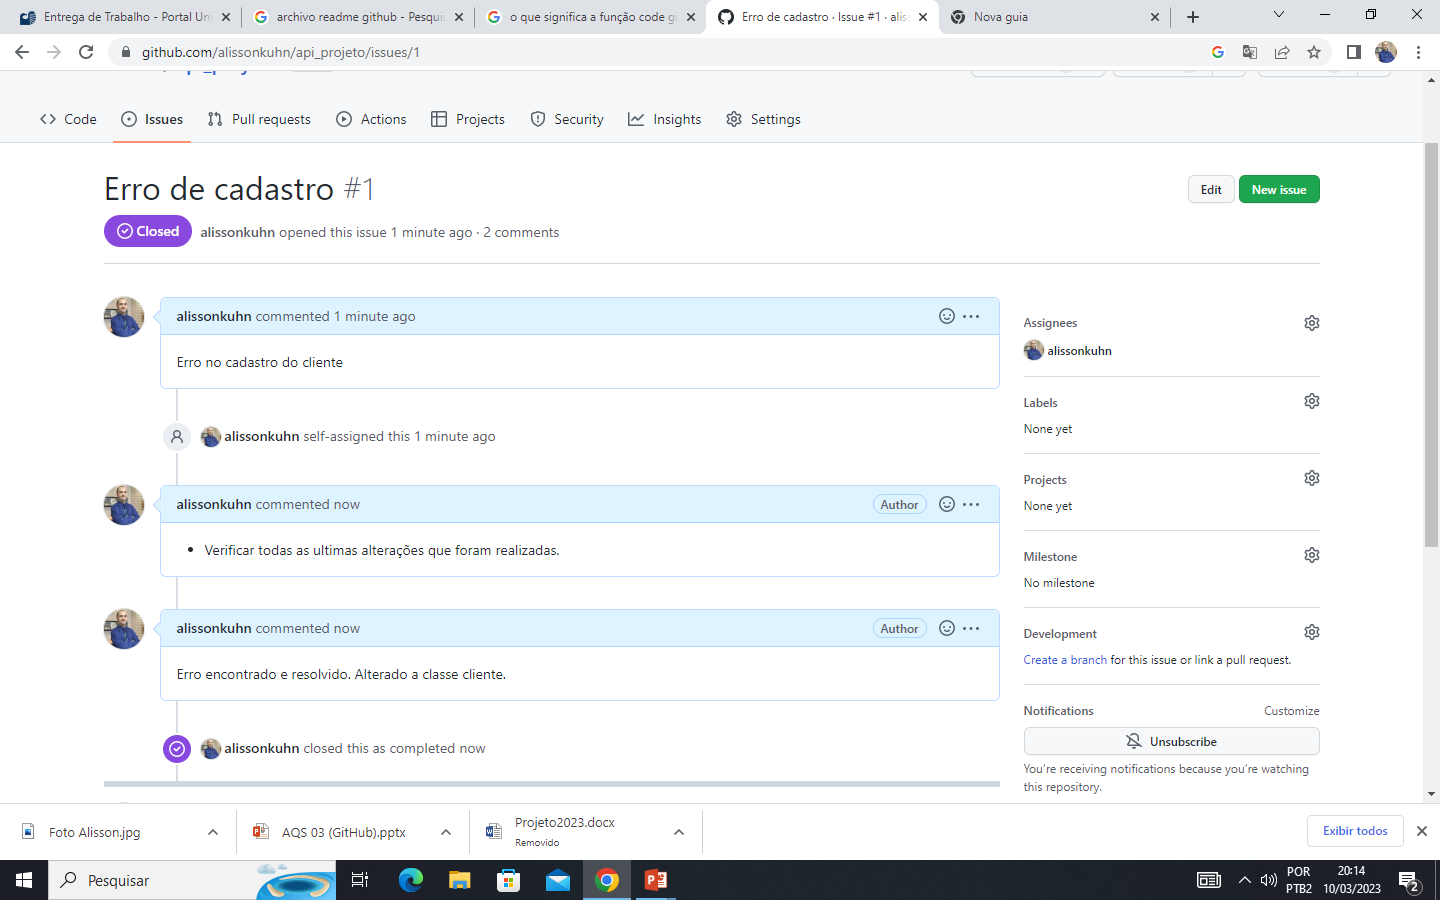 Entrega de Trabalho - Portal Uni
archivo readme github - Pesquis
o que significa a função code g
Erro de cadastro · Issue #1 · alis
Nova guia
github.com/alissonkuhn/api_projeto/issues/1
Code
Issues
Pull requests
Actions
Projects
Security
Insights
Settings
Erro de cadastro #1
Edit
New issue
Closed
alissonkuhn opened this issue 1 minute ago · 2 comments
alissonkuhn commented 1 minute ago
Erro no cadastro do cliente
alissonkuhn self-assigned this 1 minute ago
alissonkuhn commented now
Author
• Verificar todas as ultimas alterações que foram realizadas.
alissonkuhn commented now
Author
Erro encontrado e resolvido. Alterado a classe cliente.
alissonkuhn closed this as completed now
Assignees
alissonkuhn
Labels
None yet
Projects
None yet
Milestone
No milestone
Development
Create a branch for this issue or link a pull request.
Notifications
Customize
Unsubscribe
You're receiving notifications because you're watching
this repository.
Foto Alisson.jpg
AQS 03 (GitHub).pptx
Projeto2023.docx
Removido
Exibir todos
Pesquisar
POR
PTB2
20:14
10/03/2023
2